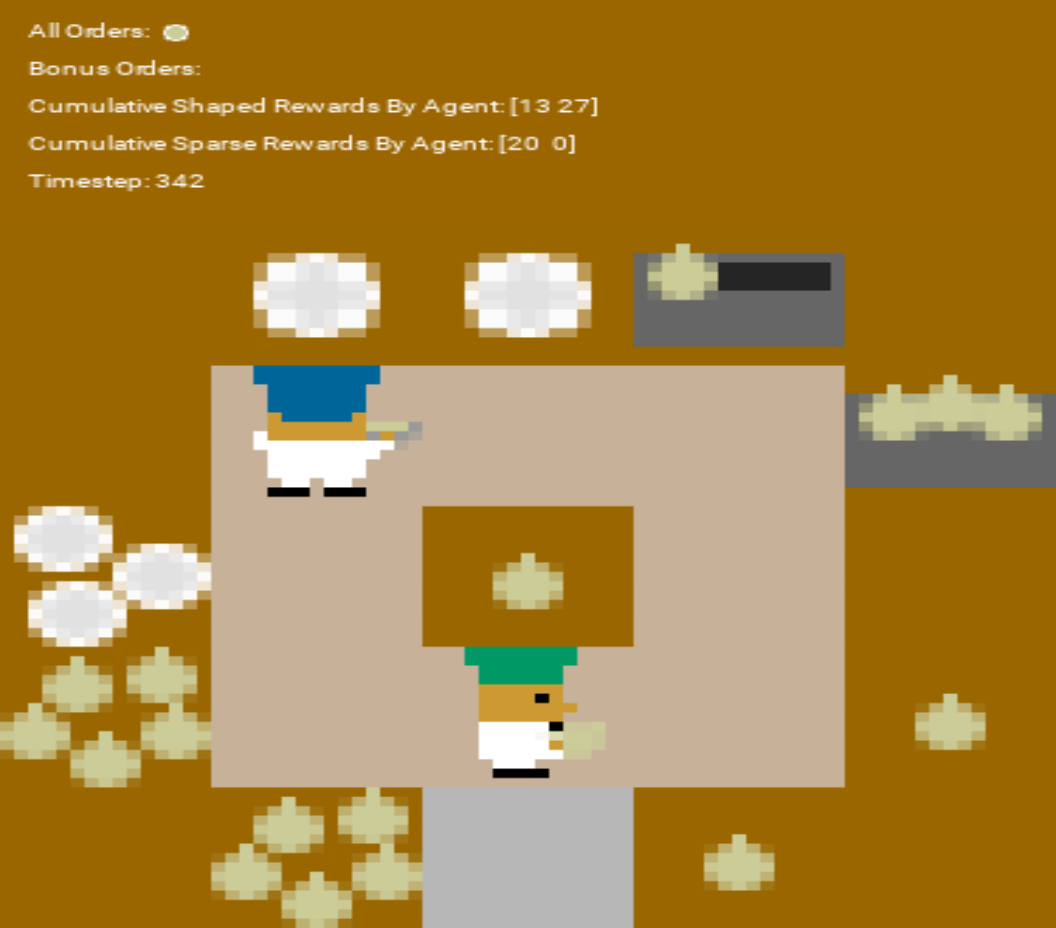 All Orders:
Bonus Orders:
Cumulative Shaped Rewards By Agent: [13 27]
Cumulative Sparse Rewards By Agent: [20 0]
Timestep: 342